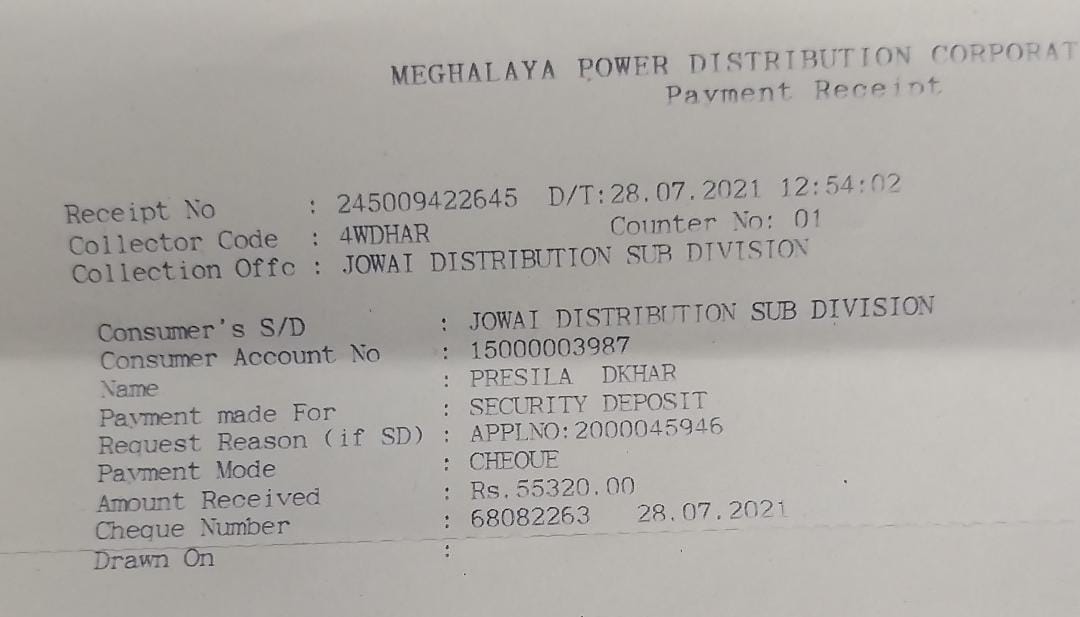 MEGHALAYA POWER DISTRIBUTION CORPORAT
Payment Receipt
Receipt No : 245009422645 D/T:28.07.2021 12:54:02
Collector Code : 4WDHAR Counter No: 01
Collection Offc : JOWAI DISTRIBUTION SUB DIVISION
Consumer's S/D : JOWAI DISTRIBUTION SUB DIVISION
Consumer Account No : 15000003987
Name : PRESILA DKHAR
Payment made For : SECURITY DEPOSIT
Request Reason (if SD) : APPLNO:2000045946
Payment Mode : CHEQUE
Amount Received : Rs.55320.00
Cheque Number : 68082263 28.07.2021
Drawn On :